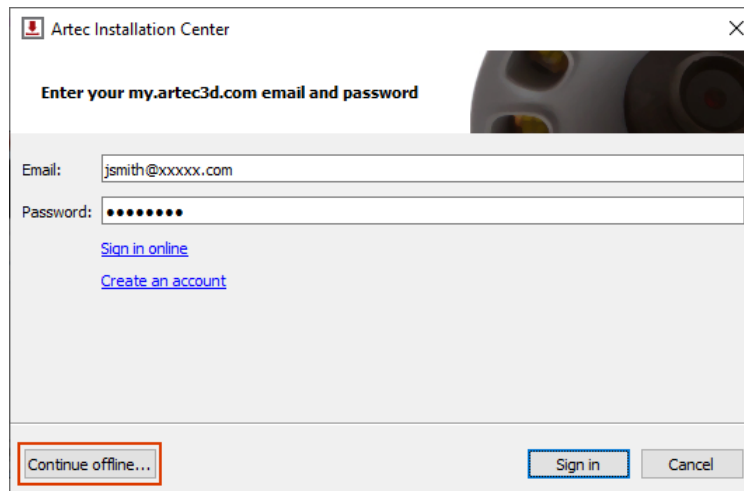 Artec Installation Center
Enter your my.artec3d.com email and password
Email: jsmith@xxxxx.com
Password: ●●●●●●●●
Sign in online
Create an account
Continue offline... Sign in Cancel